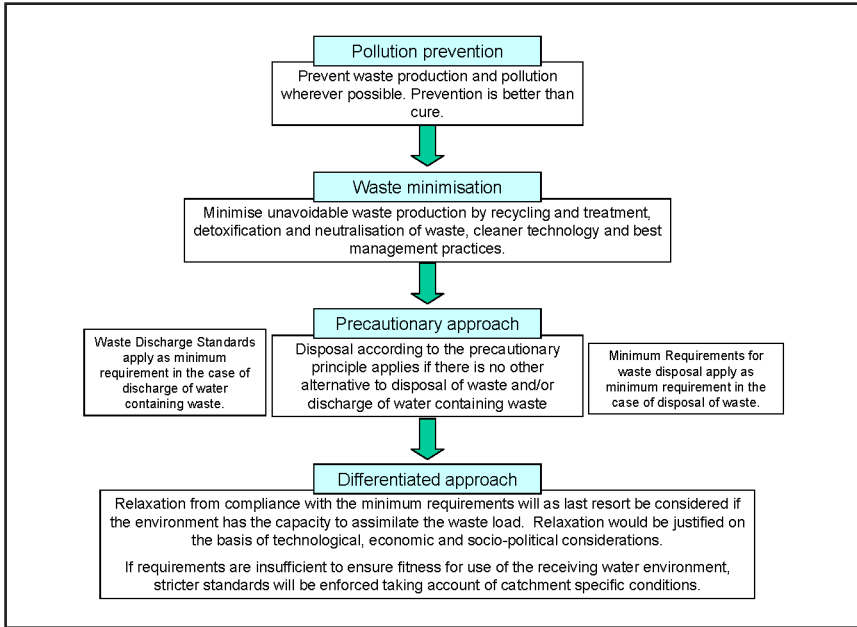 Pollution prevention
Prevent waste production and pollution
wherever possible. Prevention is better than
cure.
Waste minimisation
Minimise unavoidable waste production by recycling and treatment,
detoxification and neutralisation of waste, cleaner technology and best
management practices.
Precautionary approach
Waste Discharge Standards
apply as minimum
requirement in the case of
discharge of water
containing waste.
Disposal according to the precautionary
principle applies if there is no other
alternative to disposal of waste and/or
discharge of water containing waste
Minimum Requirements for
waste disposal apply as
minimum requirement in the
case of disposal of waste.
Differentiated approach
Relaxation from compliance with the minimum requirements will as last resort be considered if
the environment has the capacity to assimilate the waste load. Relaxation would be justified on
the basis of technological, economic and socio-political considerations.
If requirements are insufficient to ensure fitness for use of the receiving water environment,
stricter standards will be enforced taking account of catchment specific conditions.